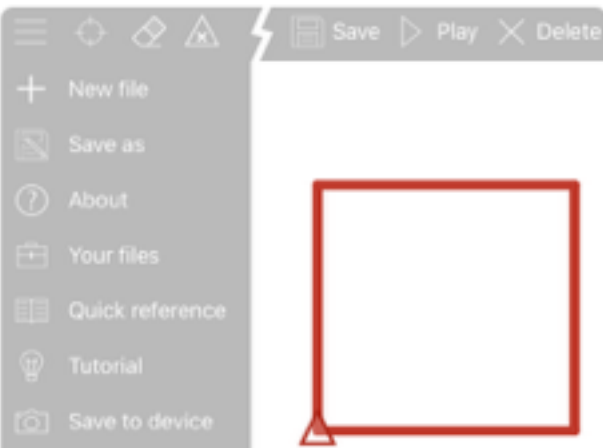 Save Play Delete
New file
Save as
About
Your files
Quick reference
Tutorial
Save to device